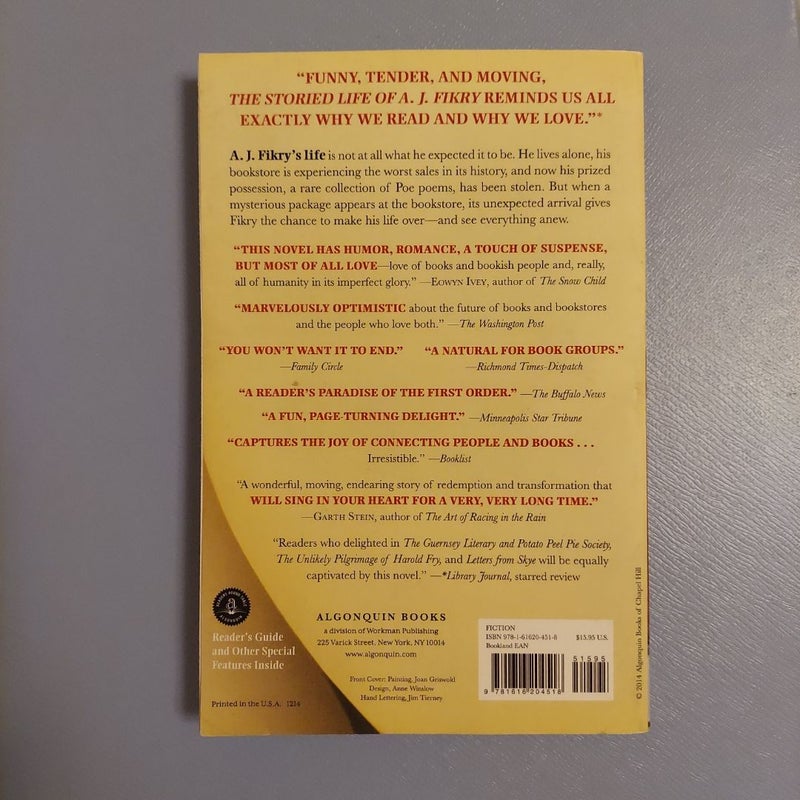 “FUNNY, TENDER, AND MOVING,
THE STORIED LIFE OF A. J. FIKRY REMINDS US ALL
EXACTLY WHY WE READ AND WHY WE LOVE.”*
A. J. Fikry’s life is not at all what he expected it to be. He lives alone, his
bookstore is experiencing the worst sales in its history, and now his prized
possession, a rare collection of Poe poems, has been stolen. But when a
mysterious package appears at the bookstore, its unexpected arrival gives
Fikry the chance to make his life over—and see everything anew.
“THIS NOVEL HAS HUMOR, ROMANCE, A TOUCH OF SUSPENSE,
BUT MOST OF ALL LOVE—love of books and bookish people and, really,
all of humanity in its imperfect glory.” —EOWYN IVEY, author of The Snow Child
“MARVELOUSLY OPTIMISTIC about the future of books and bookstores
and the people who love both.” —The Washington Post
“YOU WON’T WANT IT TO END.”
—Family Circle
“A NATURAL FOR BOOK GROUPS.”
—Richmond Times-Dispatch
“A READER’S PARADISE OF THE FIRST ORDER.” —The Buffalo News
“A FUN, PAGE-TURNING DELIGHT.” —Minneapolis Star Tribune
“CAPTURES THE JOY OF CONNECTING PEOPLE AND BOOKS . . .
Irresistible.” —Booklist
“A wonderful, moving, endearing story of redemption and transformation that
WILL SING IN YOUR HEART FOR A VERY, VERY LONG TIME.”
—GARTH STEIN, author of The Art of Racing in the Rain
“Readers who delighted in The Guernsey Literary and Potato Peel Pie Society,
The Unlikely Pilgrimage of Harold Fry, and Letters from Skye will be equally
captivated by this novel.” —*Library Journal, starred review
a
Reader’s Guide
and Other Special
Features Inside
Printed in the U.S.A. 1214
ALGONQUIN BOOKS
a division of Workman Publishing
225 Varick Street, New York, NY 10014
www.algonquin.com
Front Cover: Painting, Joan Griswold
Design, Anne Winslow
Hand Lettering, Jim Tierney
FICTION
ISBN 978-1-61620-451-8 $15.95 U.S.
Bookland EAN
51595
9 781616 204518
© 2014 Algonquin Books of Chapel Hill